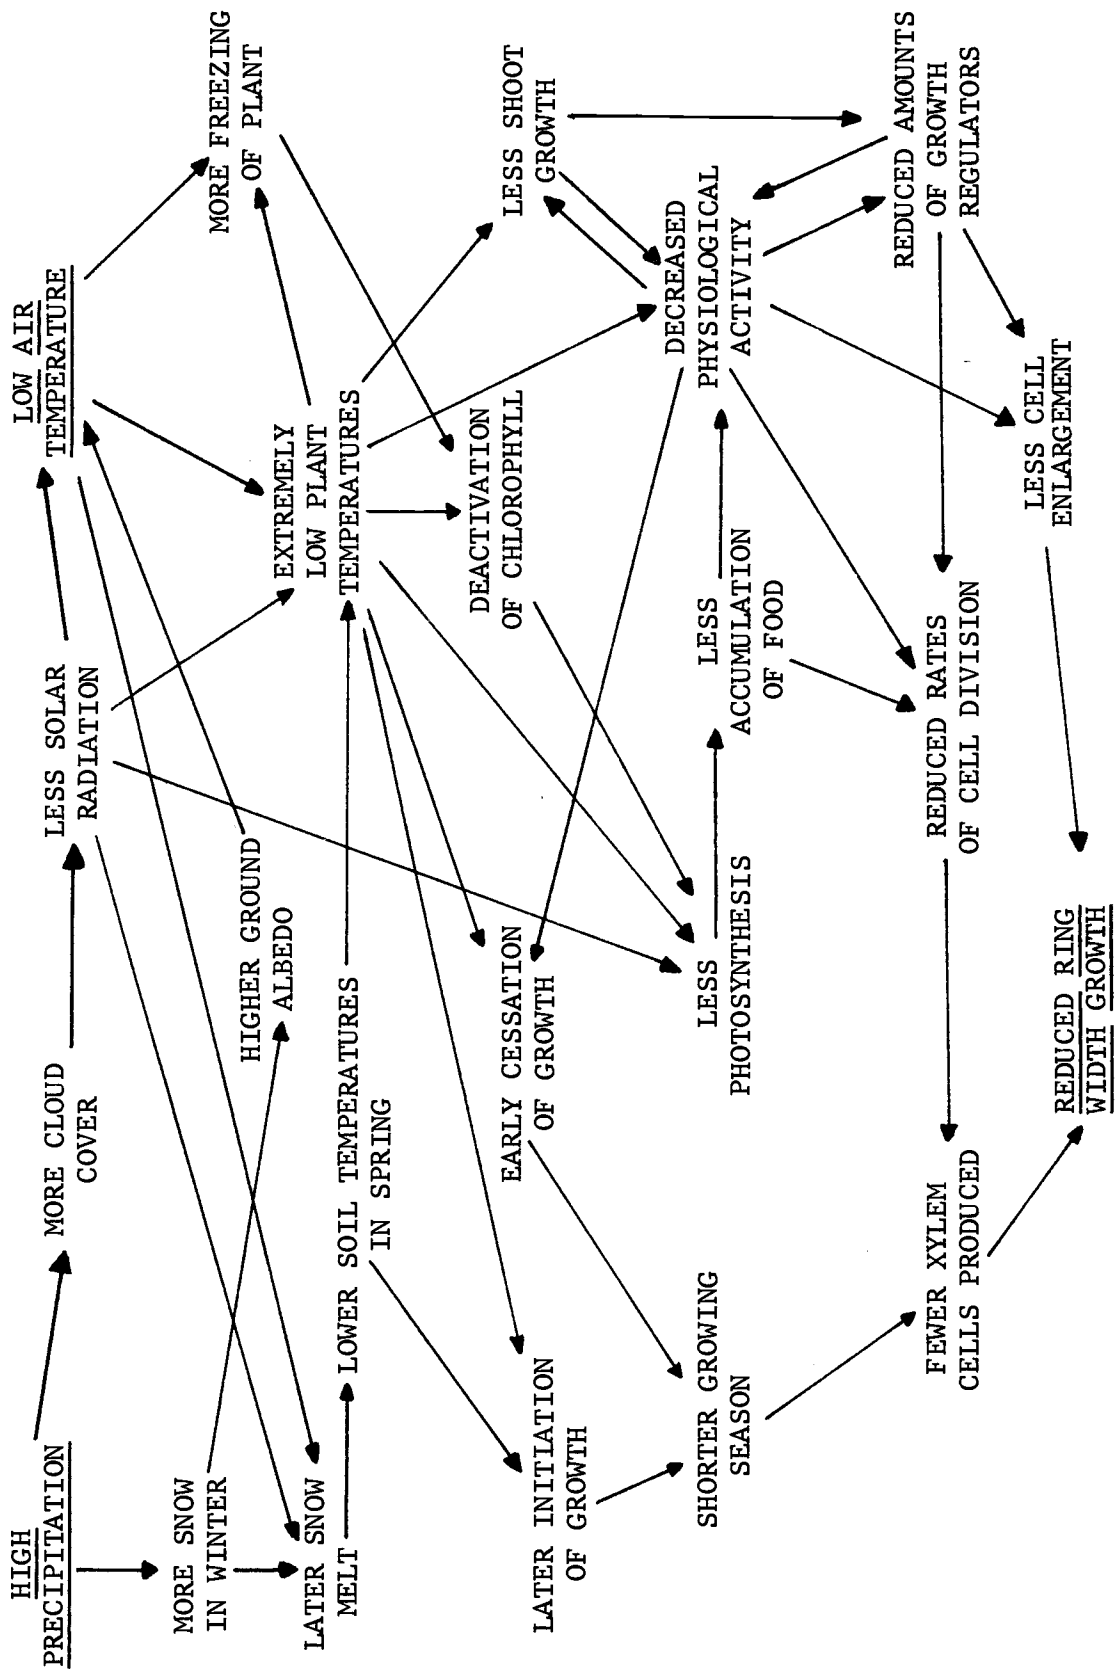 HIGH
PRECIPITATION
MORE CLOUD
COVER
LESS SOLAR
RADIATION
LOW AIR
TEMPERATURE
MORE SNOW
IN WINTER
HIGHER GROUND
ALBEDO
MORE FREEZING
OF PLANT
LATER SNOW
MELT
LOWER SOIL TEMPERATURES
IN SPRING
EXTREMELY
LOW PLANT
TEMPERATURES
LATER INITIATION
OF GROWTH
EARLY CESSATION
OF GROWTH
DEACTIVATION
OF CHLOROPHYLL
LESS SHOOT
GROWTH
SHORTER GROWING
SEASON
LESS
PHOTOSYNTHESIS
LESS
ACCUMULATION
OF FOOD
DECREASED
PHYSIOLOGICAL
ACTIVITY
FEWER XYLEM
CELLS PRODUCED
REDUCED RATES
OF CELL DIVISION
REDUCED AMOUNTS
OF GROWTH
REGULATORS
REDUCED RING
WIDTH GROWTH
LESS CELL
ENLARGEMENT